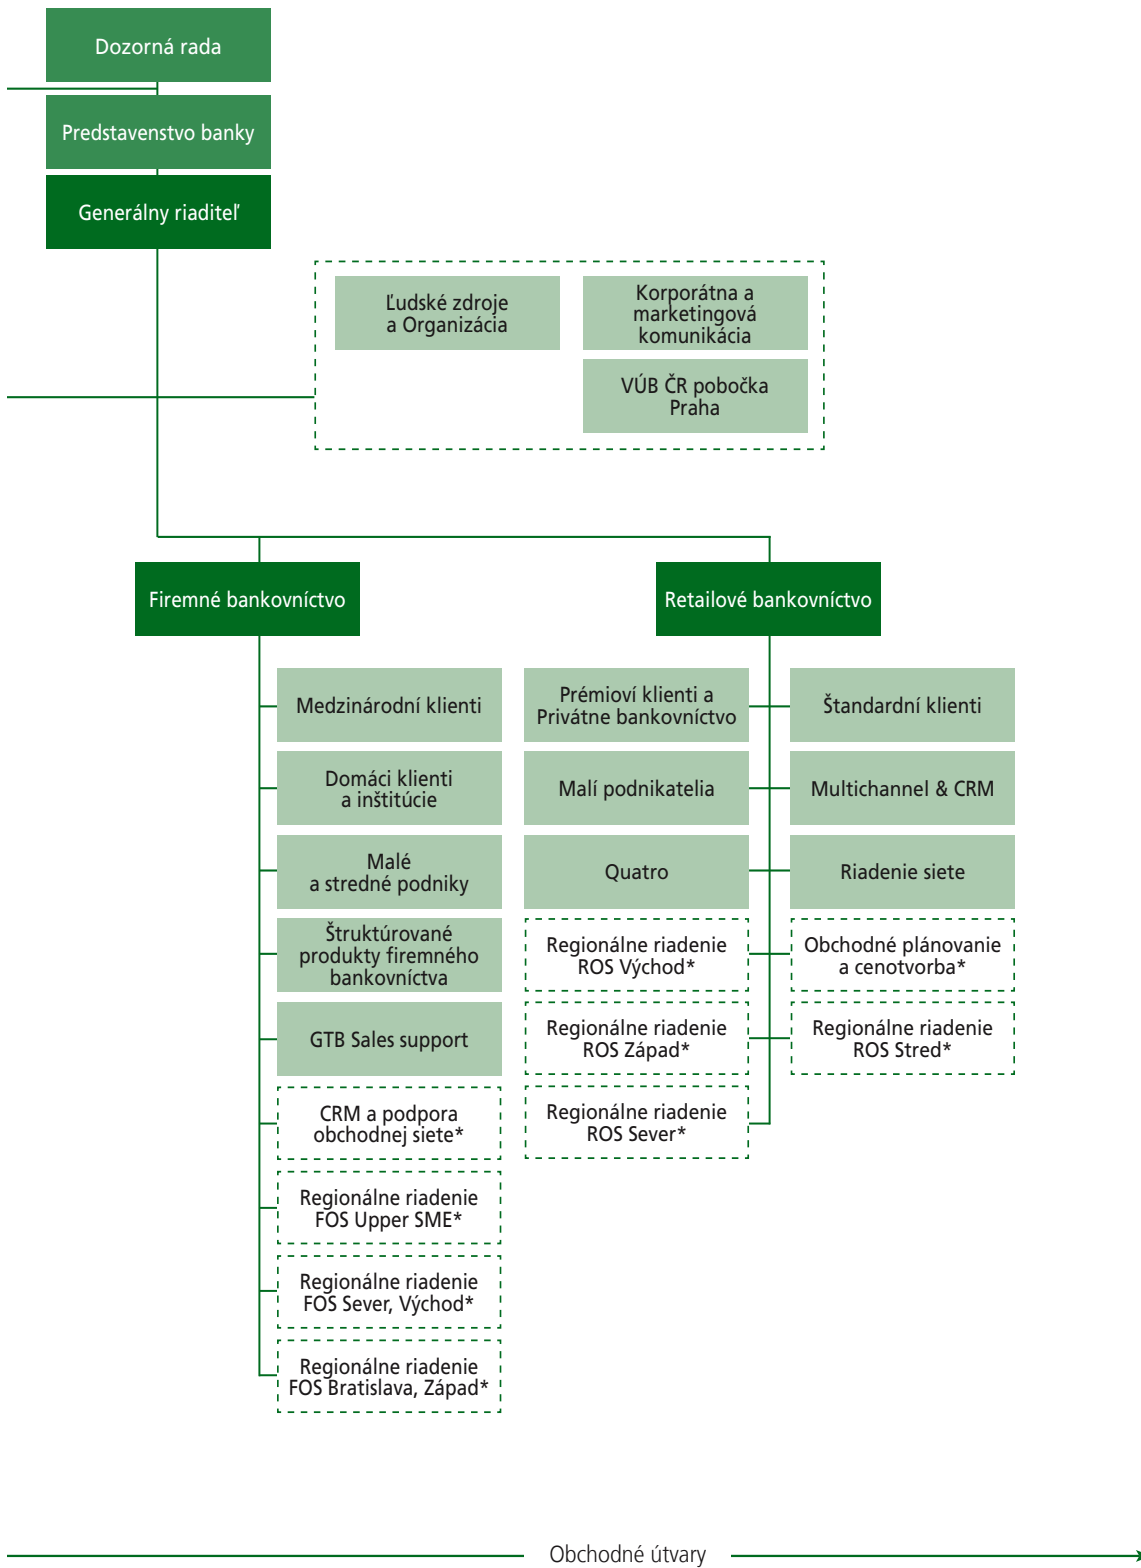 Dozorná rada
Predstavenstvo banky
Generálny riaditeľ
Ľudské zdroje
a Organizácia
Korporátna a
marketingová
komunikácia
VÚB ČR pobočka
Praha
Firemné bankovníctvo
Retailové bankovníctvo
Medzinárodní klienti
Domáci klienti
a inštitúcie
Malé
a stredné podniky
Štruktúrované
produkty firemného
bankovníctva
GTB Sales support
CRM a podpora
obchodnej siete*
Regionálne riadenie
FOS Upper SME*
Regionálne riadenie
FOS Sever, Východ*
Regionálne riadenie
FOS Bratislava, Západ*
Prémioví klienti a
Privátne bankovníctvo
Malí podnikatelia
Quatro
Regionálne riadenie
ROS Východ*
Regionálne riadenie
ROS Západ*
Regionálne riadenie
ROS Sever*
Štandardní klienti
Multichannel & CRM
Riadenie siete
Obchodné plánovanie
a cenotvorba*
Regionálne riadenie
ROS Stred*
Obchodné útvary